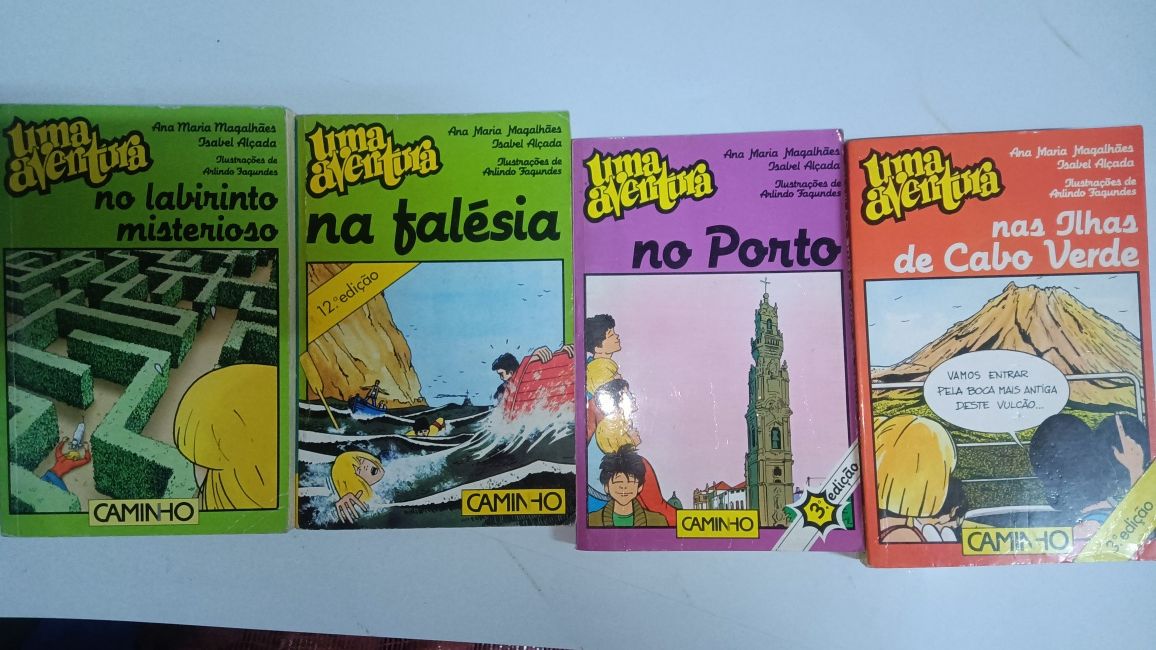 uma
aventura
Ana Maria Magalhães
Isabel Alçada
Ilustrações de
Arlindo Fagundes
no labirinto
misterioso
CAMINHO
uma
aventura
Ana Maria Magalhães
Isabel Alçada
Ilustrações de
Arlindo Fagundes
na falésia
12.ª edição
CAMINHO
uma
aventura
Ana Maria Magalhães
Isabel Alçada
Ilustrações de
Arlindo Fagundes
no Porto
3.ª edição
CAMINHO
uma
aventura
Ana Maria Magalhães
Isabel Alçada
Ilustrações de
Arlindo Fagundes
nas Ilhas
de Cabo Verde
VAMOS ENTRAR
PELA BOCA MAIS ANTIGA
DESTE VULCÃO...
CAMINHO
edição